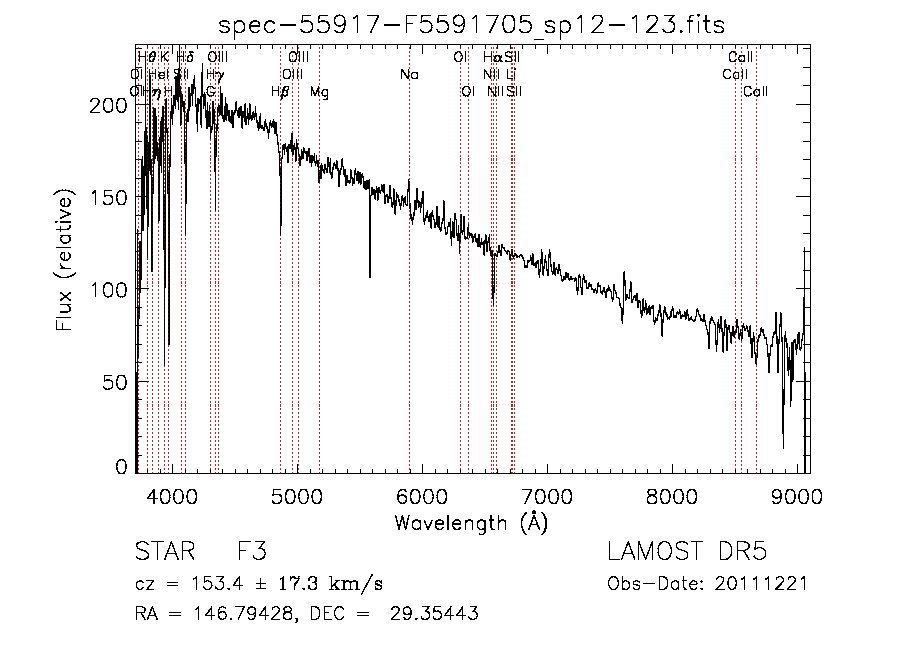 spec-55917-F5591705_sp12-123.fits
Hθ K Hδ OIII OIII OI Hα SII CaII
OI HeI SII Hγ OIII Na NII Li CaII
OII Hη H G Hβ Mg OI NII SII CaII
200
150
100
50
0
Flux (relative)
4000 5000 6000 7000 8000 9000
Wavelength (Å)
STAR F3 LAMOST DR5
cz = 153.4 ± 17.3 km/s Obs-Date: 20111221
RA = 146.79428, DEC = 29.35443